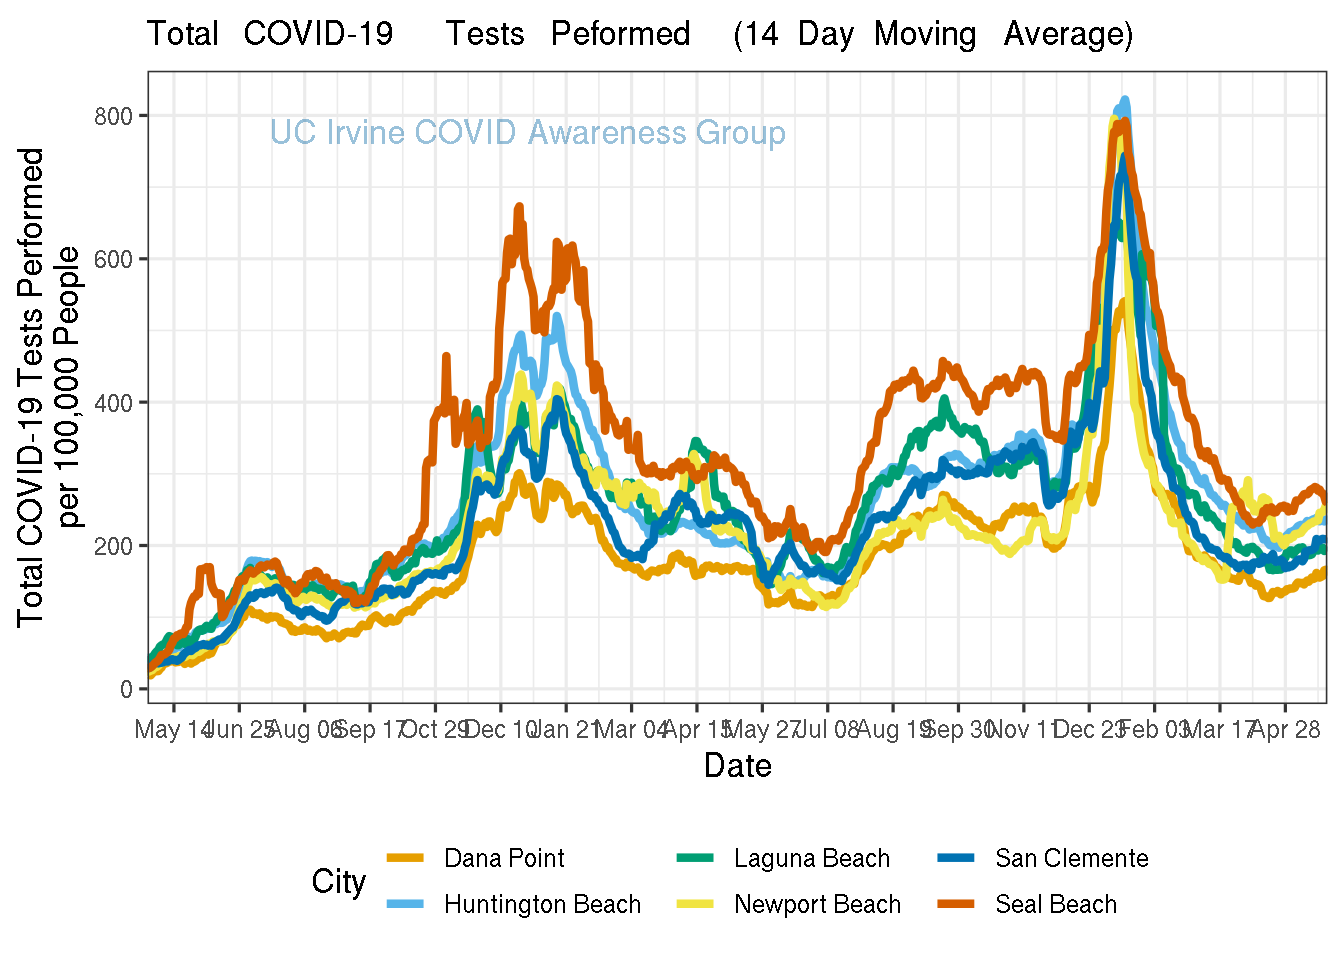 Total COVID-19 Tests Peformed (14 Day Moving Average)
UC Irvine COVID Awareness Group
Total COVID-19 Tests Performed
per 100,000 People
800
600
400
200
0
May 14 Jun 25 Aug 06 Sep 17 Oct 29 Dec 10 Jan 21 Mar 04 Apr 15 May 27 Jul 08 Aug 19 Sep 30 Nov 11 Dec 23 Feb 03 Mar 17 Apr 28
Date
City
Dana Point Laguna Beach San Clemente
Huntington Beach Newport Beach Seal Beach